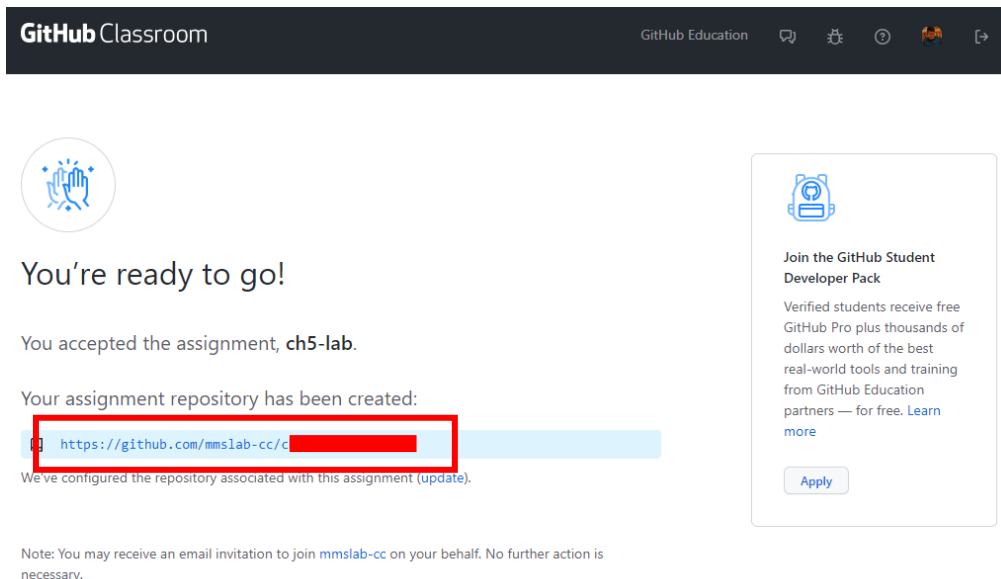 GitHub Classroom
GitHub Education
You're ready to go!
You accepted the assignment, ch5-lab.
Your assignment repository has been created:
https://github.com/mmslab-cc/c
We've configured the repository associated with this assignment (update).
Note: You may receive an email invitation to join mmslab-cc on your behalf. No further action is
necessary.
Join the GitHub Student
Developer Pack
Verified students receive free
GitHub Pro plus thousands of
dollars worth of the best
real-world tools and training
from GitHub Education
partners — for free. Learn
more
Apply